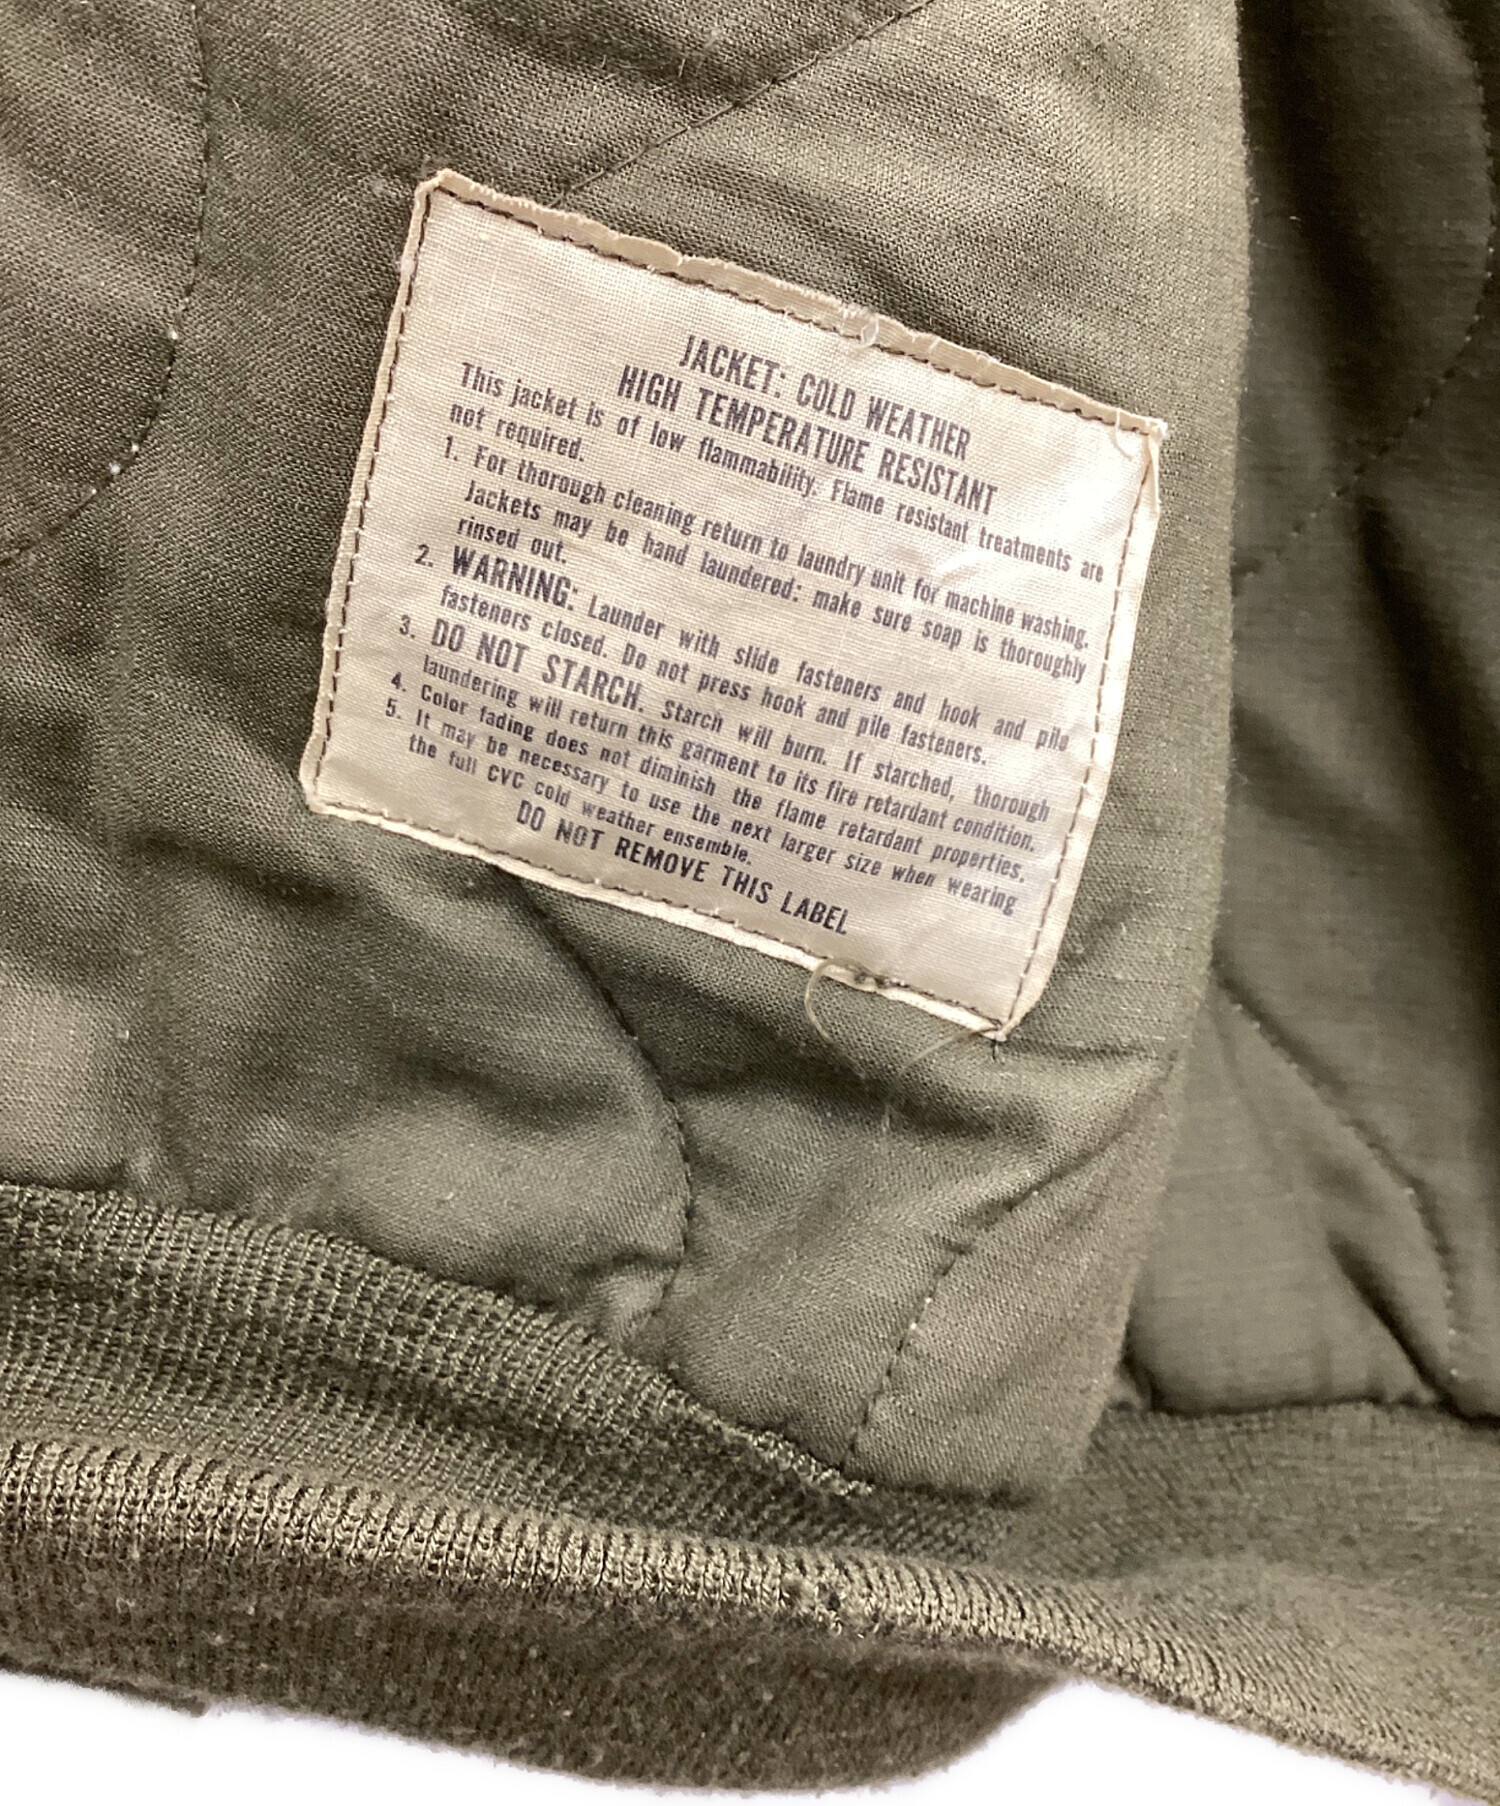 JACKET: COLD WEATHER
HIGH TEMPERATURE RESISTANT
This jacket is of low flammability. Flame resistant treatments are
not required.
1. For thorough cleaning return to laundry unit for machine washing.
Jackets may be hand laundered: make sure soap is thoroughly
rinsed out.
2. WARNING: Launder with slide fasteners and hook and pile
fasteners closed. Do not press hook and pile fasteners.
3. DO NOT STARCH. Starch will burn. If starched, thorough
laundering will return this garment to its fire retardant condition.
4. Color fading does not diminish the flame retardant properties.
5. It may be necessary to use the next larger size when wearing
the full CVC cold weather ensemble.
DO NOT REMOVE THIS LABEL